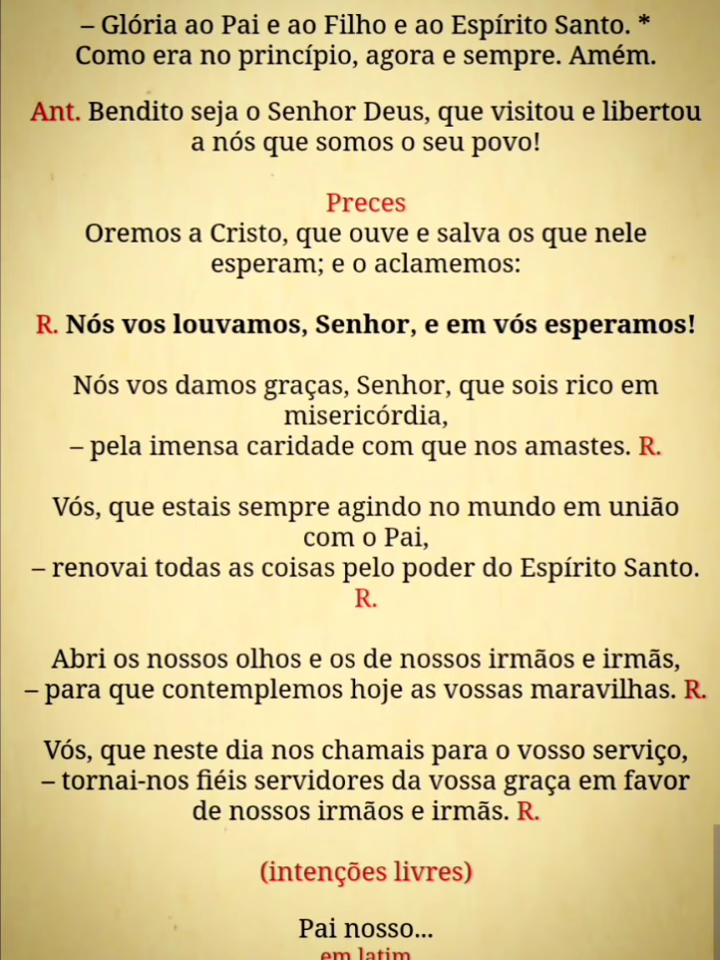 – Glória ao Pai e ao Filho e ao Espírito Santo. *
Como era no princípio, agora e sempre. Amém.
Ant. Bendito seja o Senhor Deus, que visitou e libertou
a nós que somos o seu povo!
Preces
Oremos a Cristo, que ouve e salva os que nele
esperam; e o aclamemos:
R. Nós vos louvamos, Senhor, e em vós esperamos!
Nós vos damos graças, Senhor, que sois rico em
misericórdia,
– pela imensa caridade com que nos amastes. R.
Vós, que estais sempre agindo no mundo em união
com o Pai,
– renovai todas as coisas pelo poder do Espírito Santo.
R.
Abri os nossos olhos e os de nossos irmãos e irmãs,
– para que contemplemos hoje as vossas maravilhas. R.
Vós, que neste dia nos chamais para o vosso serviço,
– tornai-nos fiéis servidores da vossa graça em favor
de nossos irmãos e irmãs. R.
(intenções livres)
Pai nosso...
em latim